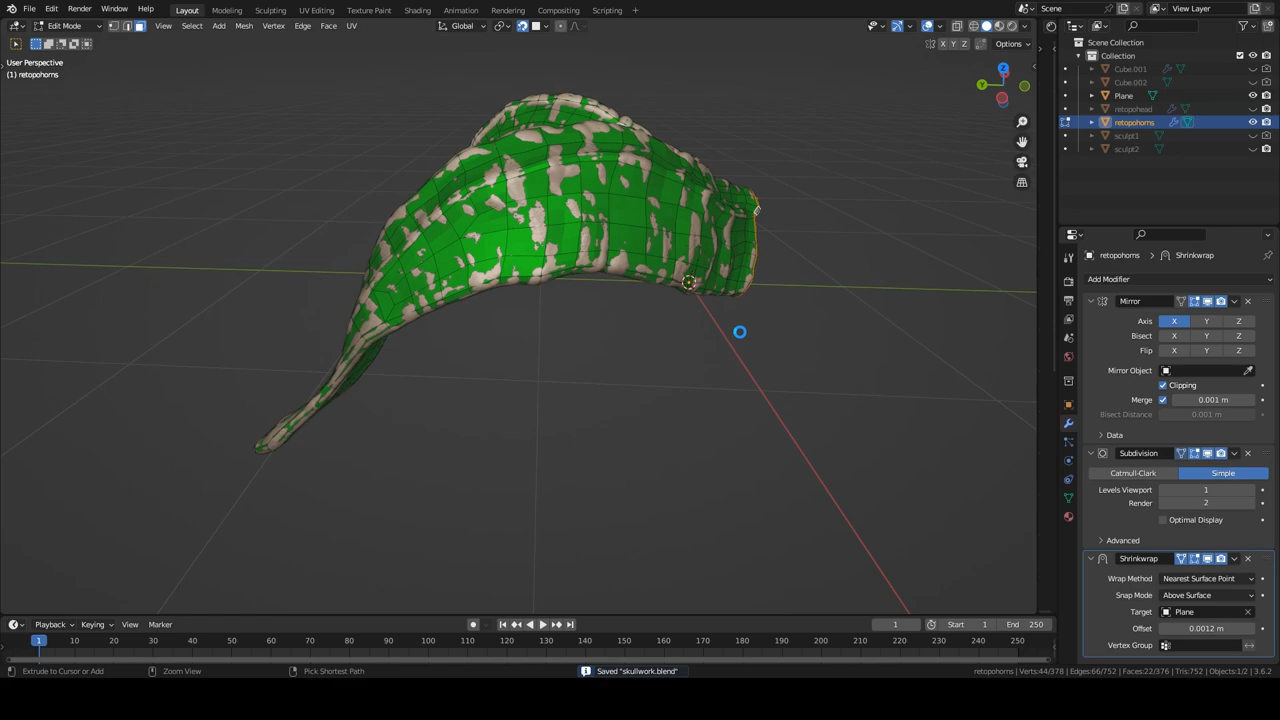 File Edit Render Window Help Layout Modeling Sculpting UV Editing Texture Paint Shading Animation Rendering Compositing Scripting + Scene View Layer
Edit Mode View Select Add Mesh Vertex Edge Face UV Global
X Y Z Options
User Perspective
(1) retopohorns
Z
Y
Scene Collection
Collection
Cube.001
Cube.002
Plane
retopohead
retopohorns
sculpt1
sculpt2
retopohorns > Shrinkwrap
Add Modifier
Mirror
Axis X Y Z
Bisect X Y Z
Flip X Y Z
Mirror Object
Clipping
Merge 0.001 m
Bisect Distance 0.001 m
Data
Subdivision
Catmull-Clark Simple
Levels Viewport 1
Render 2
Optimal Display
Advanced
Shrinkwrap
Wrap Method Nearest Surface Point
Snap Mode Above Surface
Target Plane
Offset 0.0012 m
Vertex Group
Playback Keying View Marker 1 Start 1 End 250
1 10 20 30 40 50 60 70 80 90 100 110 120 130 140 150 160 170 180 190 200 210 220 230 240 250
Extrude to Cursor or Add Zoom View Pick Shortest Path Saved "skullwork.blend" retopohorns | Verts:44/378 | Edges:66/752 | Faces:22/376 | Tris:752 | Objects:1/2 | 3.6.2